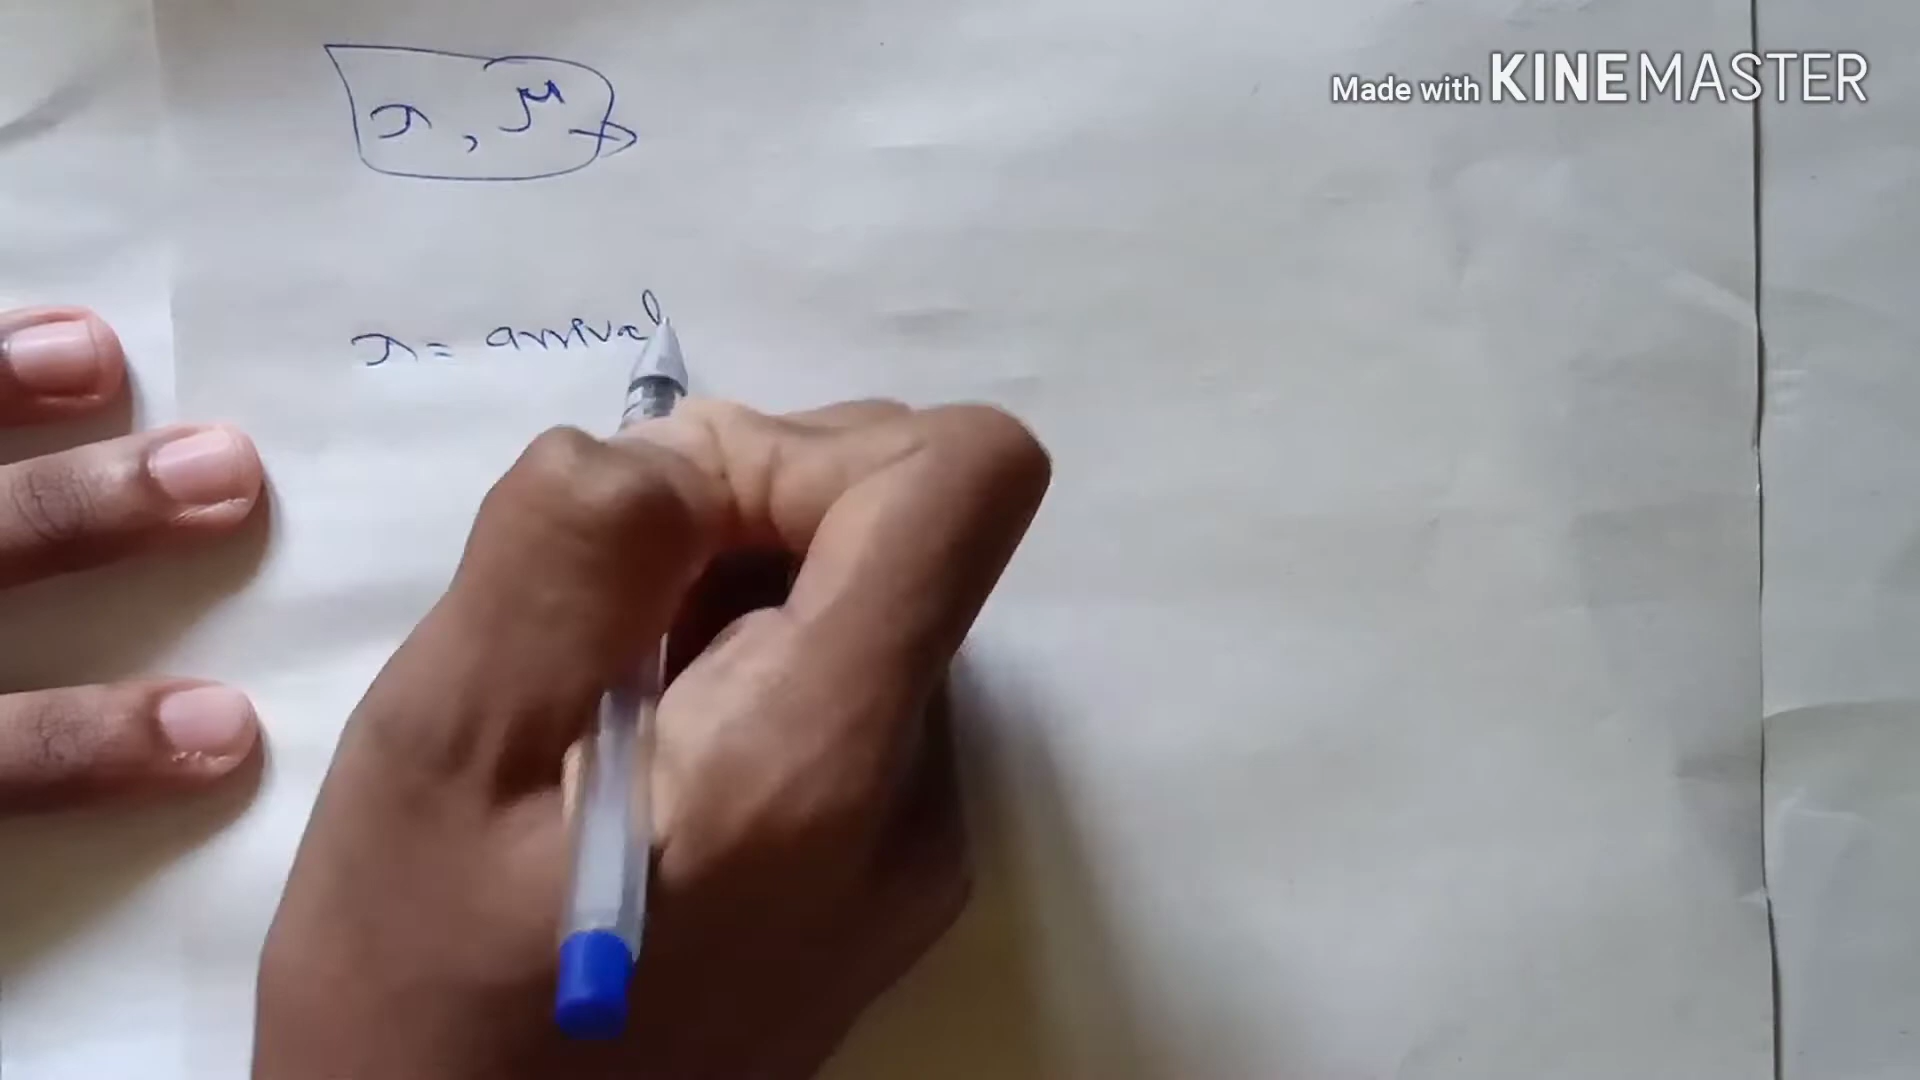 Made with KINEMASTER
λ, μ
λ = arrival